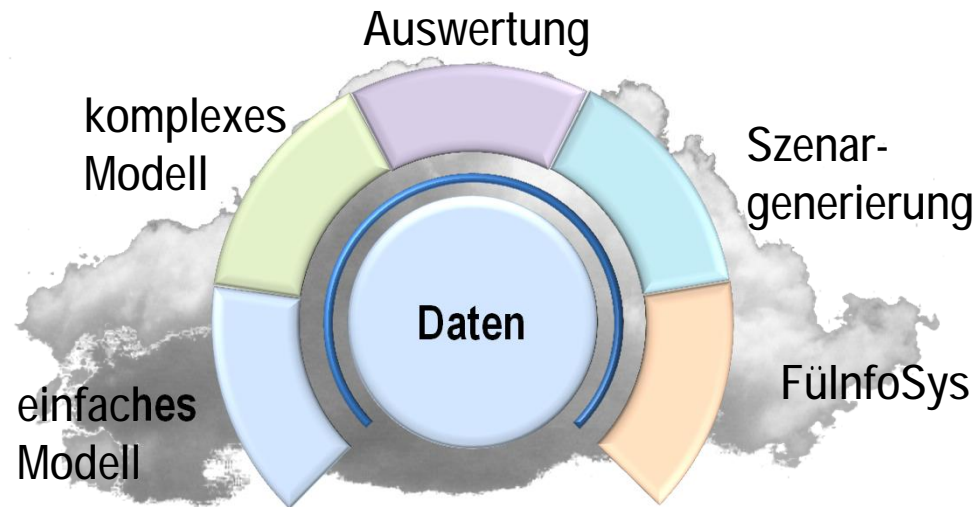 Auswertung
komplexes
Modell
Szenar-
generierung
Daten
FüInfoSys
einfaches
Modell